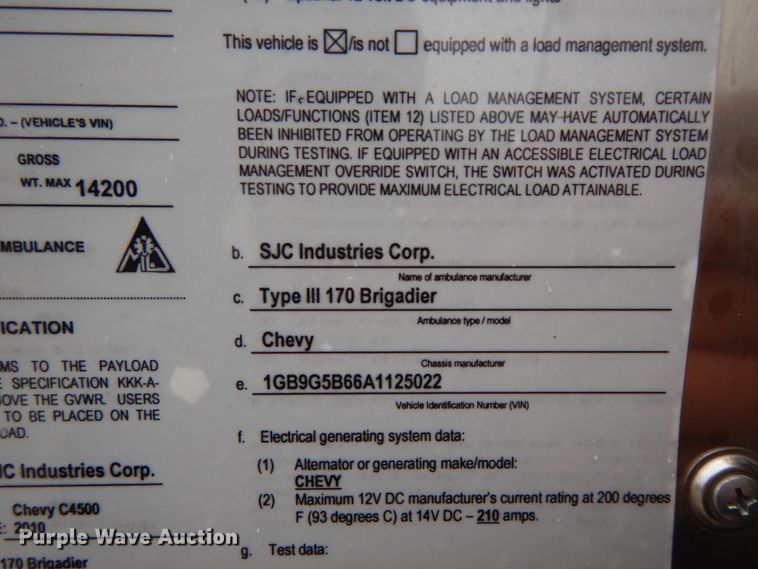 This vehicle is ☒/is not ☐ equipped with a load management system.
NOTE: IF EQUIPPED WITH A LOAD MANAGEMENT SYSTEM, CERTAIN
LOADS/FUNCTIONS (ITEM 12) LISTED ABOVE MAY HAVE AUTOMATICALLY
BEEN INHIBITED FROM OPERATING BY THE LOAD MANAGEMENT SYSTEM
DURING TESTING. IF EQUIPPED WITH AN ACCESSIBLE ELECTRICAL LOAD
MANAGEMENT OVERRIDE SWITCH, THE SWITCH WAS ACTIVATED DURING
TESTING TO PROVIDE MAXIMUM ELECTRICAL LOAD ATTAINABLE.
b. SJC Industries Corp.
Name of ambulance manufacturer
c. Type III 170 Brigadier
Ambulance type / model
d. Chevy
Chassis manufacturer
e. 1GB9G5B66A1125022
Vehicle Identification Number (VIN)
f. Electrical generating system data:
(1) Alternator or generating make/model:
CHEVY
(2) Maximum 12V DC manufacturer's current rating at 200 degrees
F (93 degrees C) at 14V DC – 210 amps.
g. Test data:
– (VEHICLE'S VIN)
GROSS
WT. MAX 14200
MBULANCE
ICATION
MS TO THE PAYLOAD
SPECIFICATION KKK-A-
OVE THE GVWR. USERS
TO BE PLACED ON THE
OAD.
JC Industries Corp.
Chevy C4500
2010
170 Brigadier
Purple Wave Auction